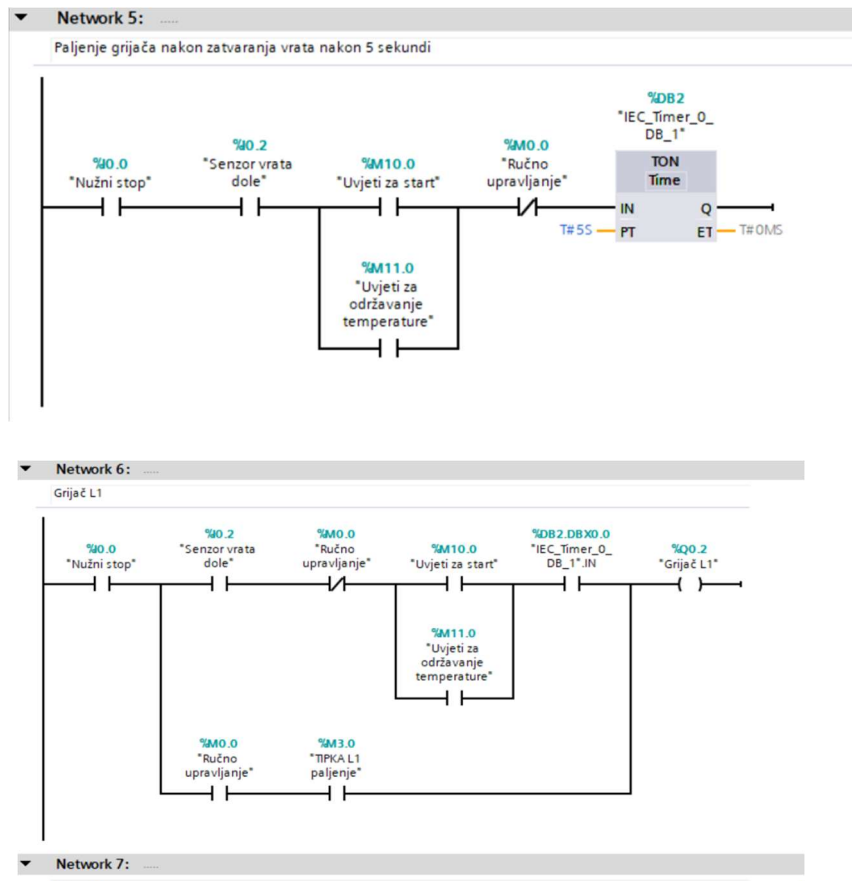 Network 5: .....
Paljenje grijača nakon zatvaranja vrata nakon 5 sekundi
%DB2
"IEC_Timer_0_
DB_1"
%I0.0
"Nužni stop"
%I0.2
"Senzor vrata
dole"
%M10.0
"Uvjeti za start"
%M0.0
"Ručno
upravljanje"
TON
Time
IN
Q
T#5S
PT
ET
T#0MS
%M11.0
"Uvjeti za
održavanje
temperature"
Network 6: .....
Grijač L1
%I0.0
"Nužni stop"
%I0.2
"Senzor vrata
dole"
%M0.0
"Ručno
upravljanje"
%M10.0
"Uvjeti za start"
%DB2.DBX0.0
"IEC_Timer_0_
DB_1".IN
%Q0.2
"Grijač L1"
%M11.0
"Uvjeti za
održavanje
temperature"
%M0.0
"Ručno
upravljanje"
%M3.0
"TIPKA L1
paljenje"
Network 7: .....